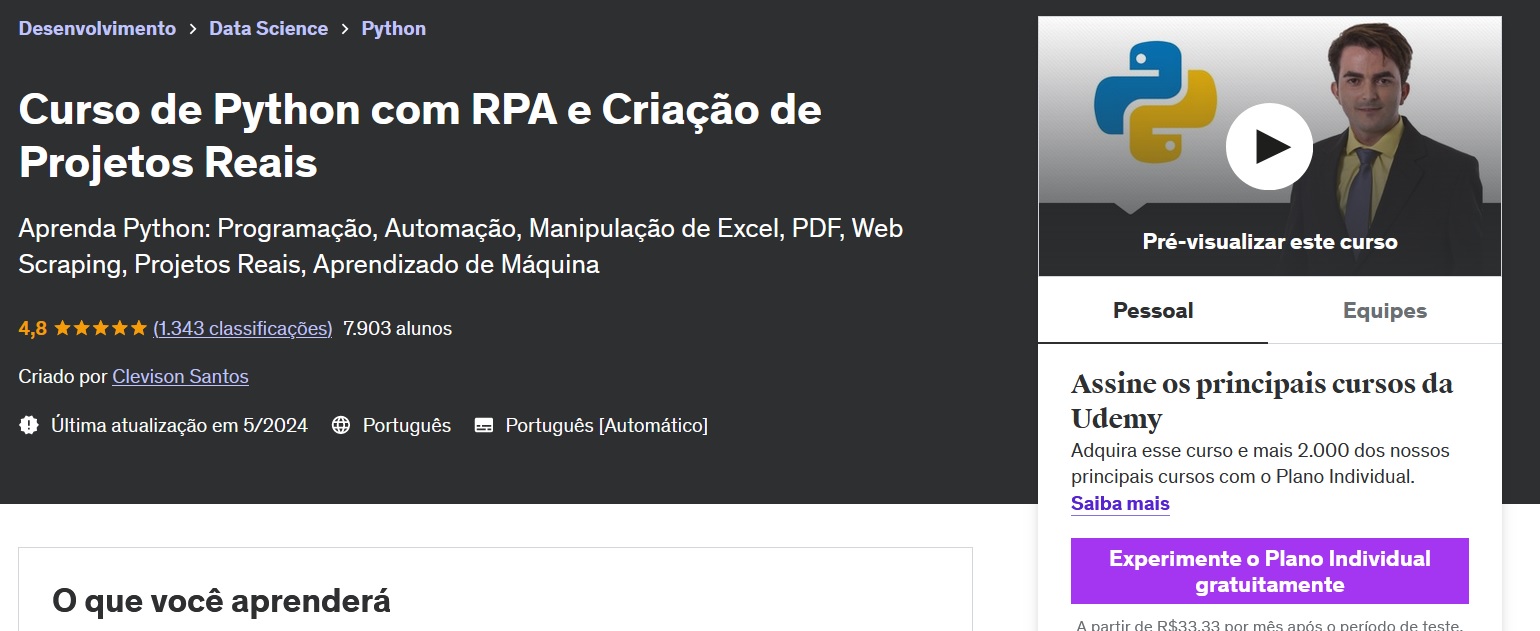 Desenvolvimento > Data Science > Python
Curso de Python com RPA e Criação de
Projetos Reais
Aprenda Python: Programação, Automação, Manipulação de Excel, PDF, Web
Scraping, Projetos Reais, Aprendizado de Máquina
4,8 (1.343 classificações) 7.903 alunos
Criado por Clevison Santos
Última atualização em 5/2024 Português Português [Automático]
O que você aprenderá
Pré-visualizar este curso
Pessoal Equipes
Assine os principais cursos da
Udemy
Adquira esse curso e mais 2.000 dos nossos
principais cursos com o Plano Individual.
Saiba mais
Experimente o Plano Individual
gratuitamente
A partir de R$33,33 por mês após o período de teste.